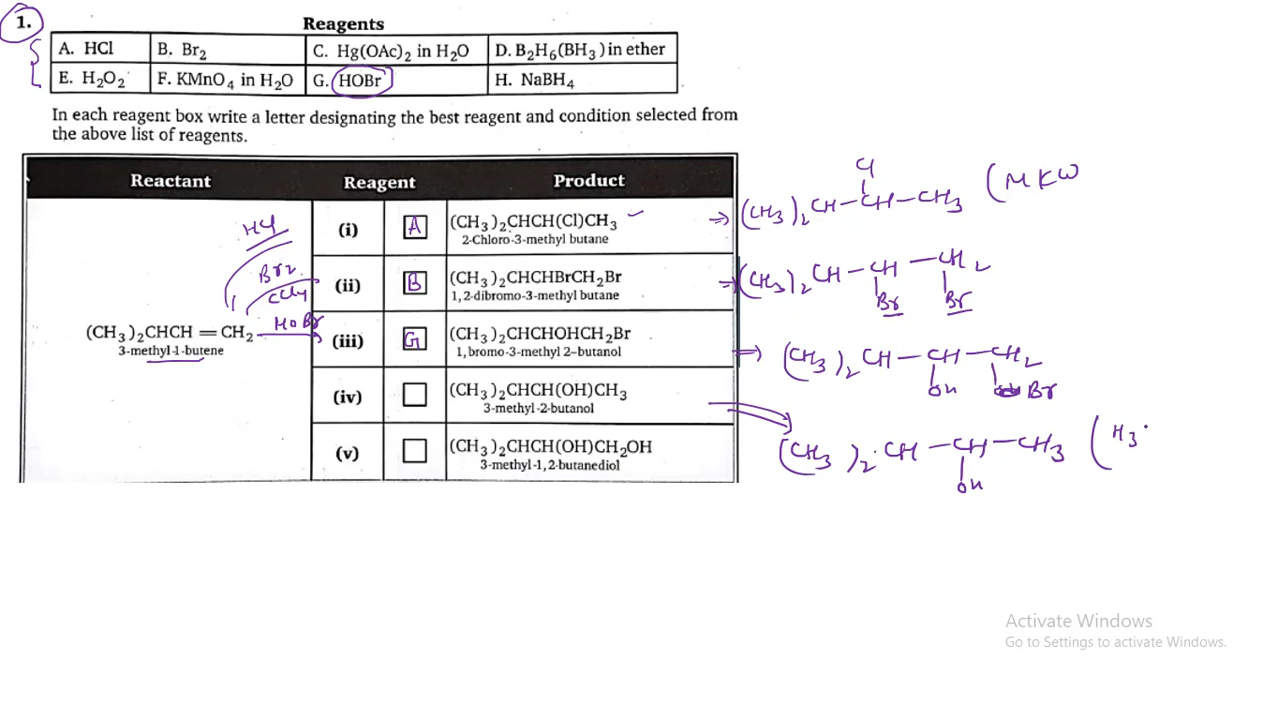 1.
Reagents
A. HCl B. Br₂ C. Hg(OAc)₂ in H₂O D. B₂H₆(BH₃) in ether
E. H₂O₂ F. KMnO₄ in H₂O G. HOBr H. NaBH₄
In each reagent box write a letter designating the best reagent and condition selected from
the above list of reagents.
Reactant Reagent Product
(i) A (CH₃)₂CHCH(Cl)CH₃
2-Chloro-3-methyl butane
(ii) B (CH₃)₂CHCHBrCH₂Br
1,2-dibromo-3-methyl butane
(CH₃)₂CHCH=CH₂
3-methyl-1-butene
(iii) G (CH₃)₂CHCHOHCH₂Br
1,bromo-3-methyl 2-butanol
(iv) (CH₃)₂CHCH(OH)CH₃
3-methyl-2-butanol
(v) (CH₃)₂CHCH(OH)CH₂OH
3-methyl-1,2-butanediol
HCl
Br₂
CCl₄
HOBr
Cl
⇒ (CH₃)₂CH-CH-CH₃ (MKW
⇒ (CH₃)₂CH-CH-CH₂
Br Br
⇒ (CH₃)₂CH-CH-CH₂
OH Br
(CH₃)₂CH-CH-CH₃ (H₃
OH
Activate Windows
Go to Settings to activate Windows.